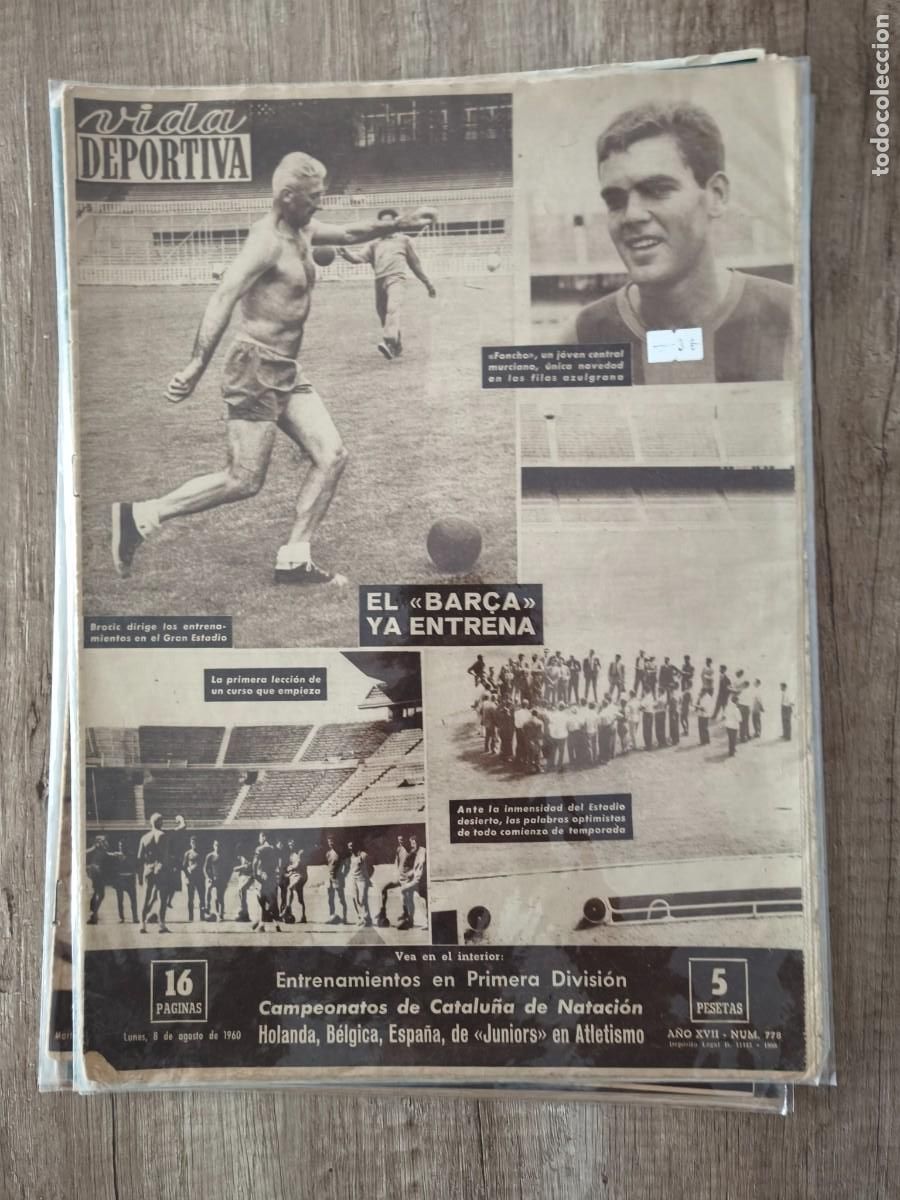 vida
DEPORTIVA
«Foncho», un jóven central
murciano, única novedad
en las filas azulgrana
3 €
EL «BARÇA»
YA ENTRENA
Brocic dirige los entrena-
mientos en el Gran Estadio
La primera lección de
un curso que empieza
Ante la inmensidad del Estadio
desierto, las palabras optimistas
de todo comienzo de temporada
Vea en el interior:
16
PAGINAS
Entrenamientos en Primera División
Campeonatos de Cataluña de Natación
Holanda, Bélgica, España, de «Juniors» en Atletismo
5
PESETAS
Lunes, 8 de agosto de 1960
AÑO XVII - NUM. 778
todocoleccion